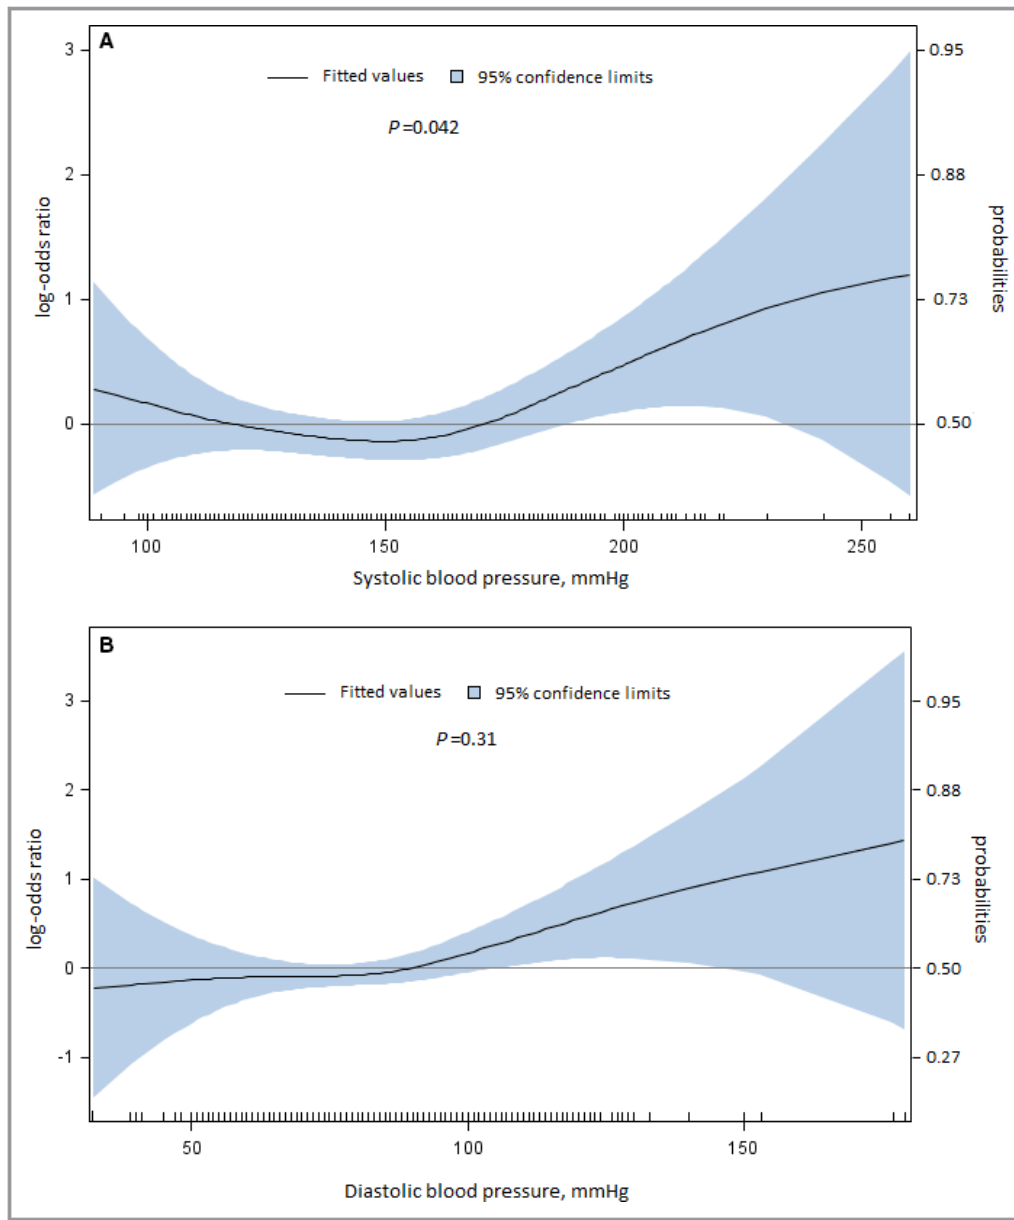 A
Fitted values 95% confidence limits
P=0.042
3
2
1
0
log-odds ratio
0.95
0.88
0.73
0.50
probabilities
100 150 200 250
Systolic blood pressure, mmHg
B
Fitted values 95% confidence limits
P=0.31
3
2
1
0
-1
log-odds ratio
0.95
0.88
0.73
0.50
0.27
probabilities
50 100 150
Diastolic blood pressure, mmHg